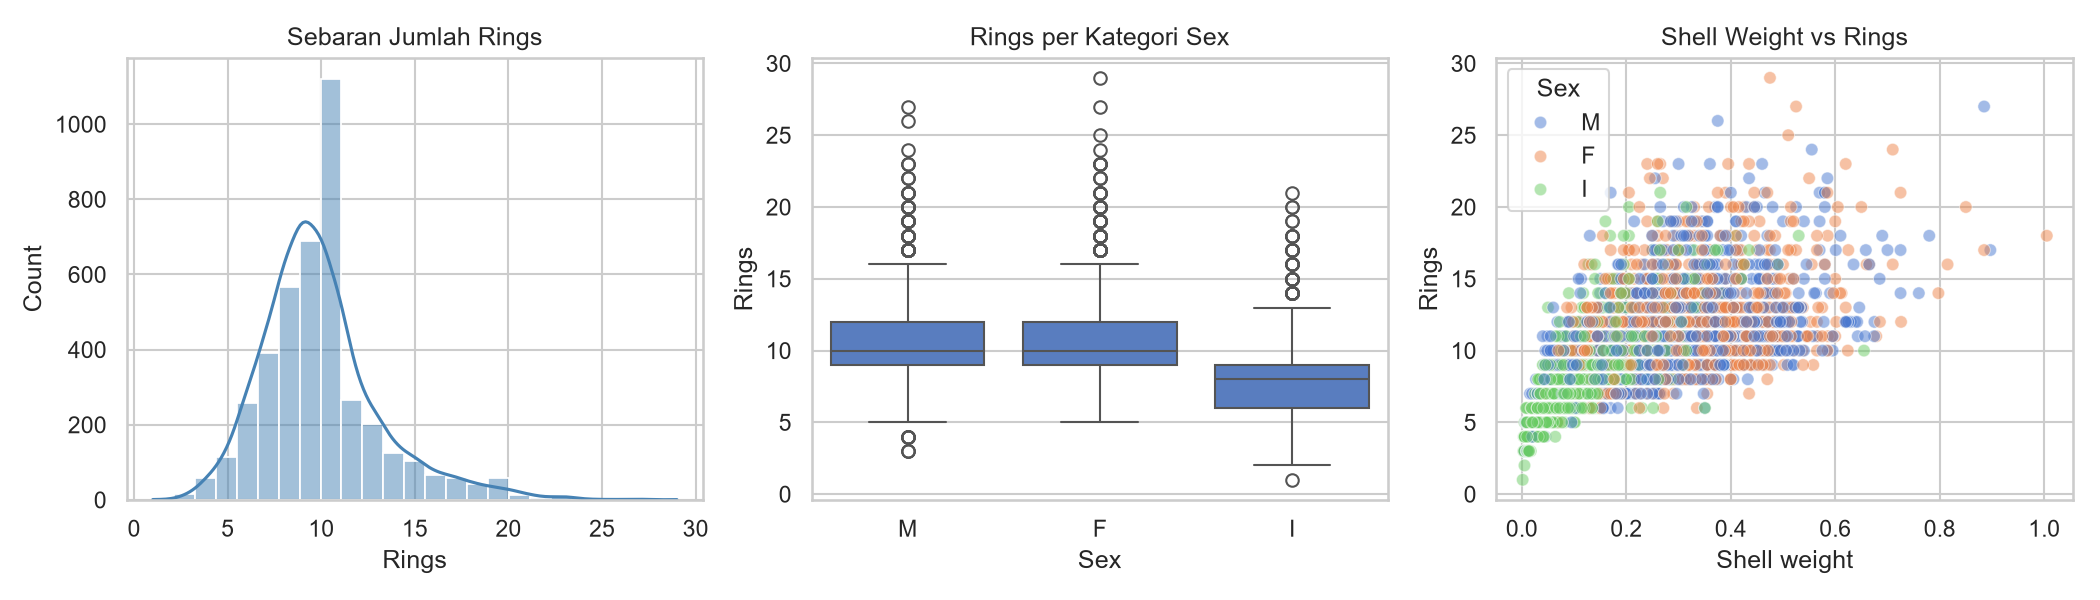 Sebaran Jumlah Rings
1000
800
600
400
200
0
Count
0 5 10 15 20 25 30
Rings
Rings per Kategori Sex
30
25
20
15
10
5
0
Rings
M F I
Sex
Shell Weight vs Rings
30
25
20
15
10
5
0
Rings
Sex
M
F
I
0.0 0.2 0.4 0.6 0.8 1.0
Shell weight